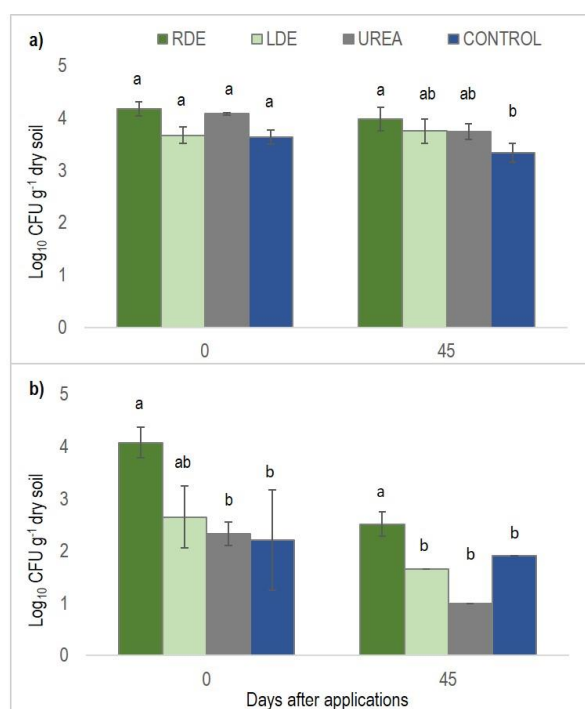 RDE LDE UREA CONTROL
a)
5
4
3
2
1
0
Log₁₀ CFU g⁻¹ dry soil
a a a a
a ab ab b
0 45
b)
5
4
3
2
1
0
Log₁₀ CFU g⁻¹ dry soil
a ab b b
a b b b
0 45
Days after applications